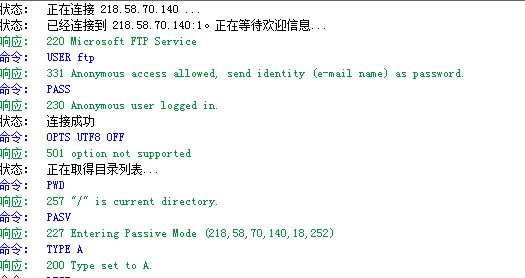 状态: 正在连接 218.58.70.140 ...
状态: 已经连接到 218.58.70.140:1。正在等待欢迎信息...
响应: 220 Microsoft FTP Service
命令: USER ftp
响应: 331 Anonymous access allowed, send identity (e-mail name) as password.
命令: PASS
响应: 230 Anonymous user logged in.
状态: 连接成功
命令: OPTS UTF8 OFF
响应: 501 option not supported
状态: 正在取得目录列表...
命令: PWD
响应: 257 "/" is current directory.
命令: PASV
响应: 227 Entering Passive Mode (218,58,70,140,18,252)
命令: TYPE A
响应: 200 Type set to A.